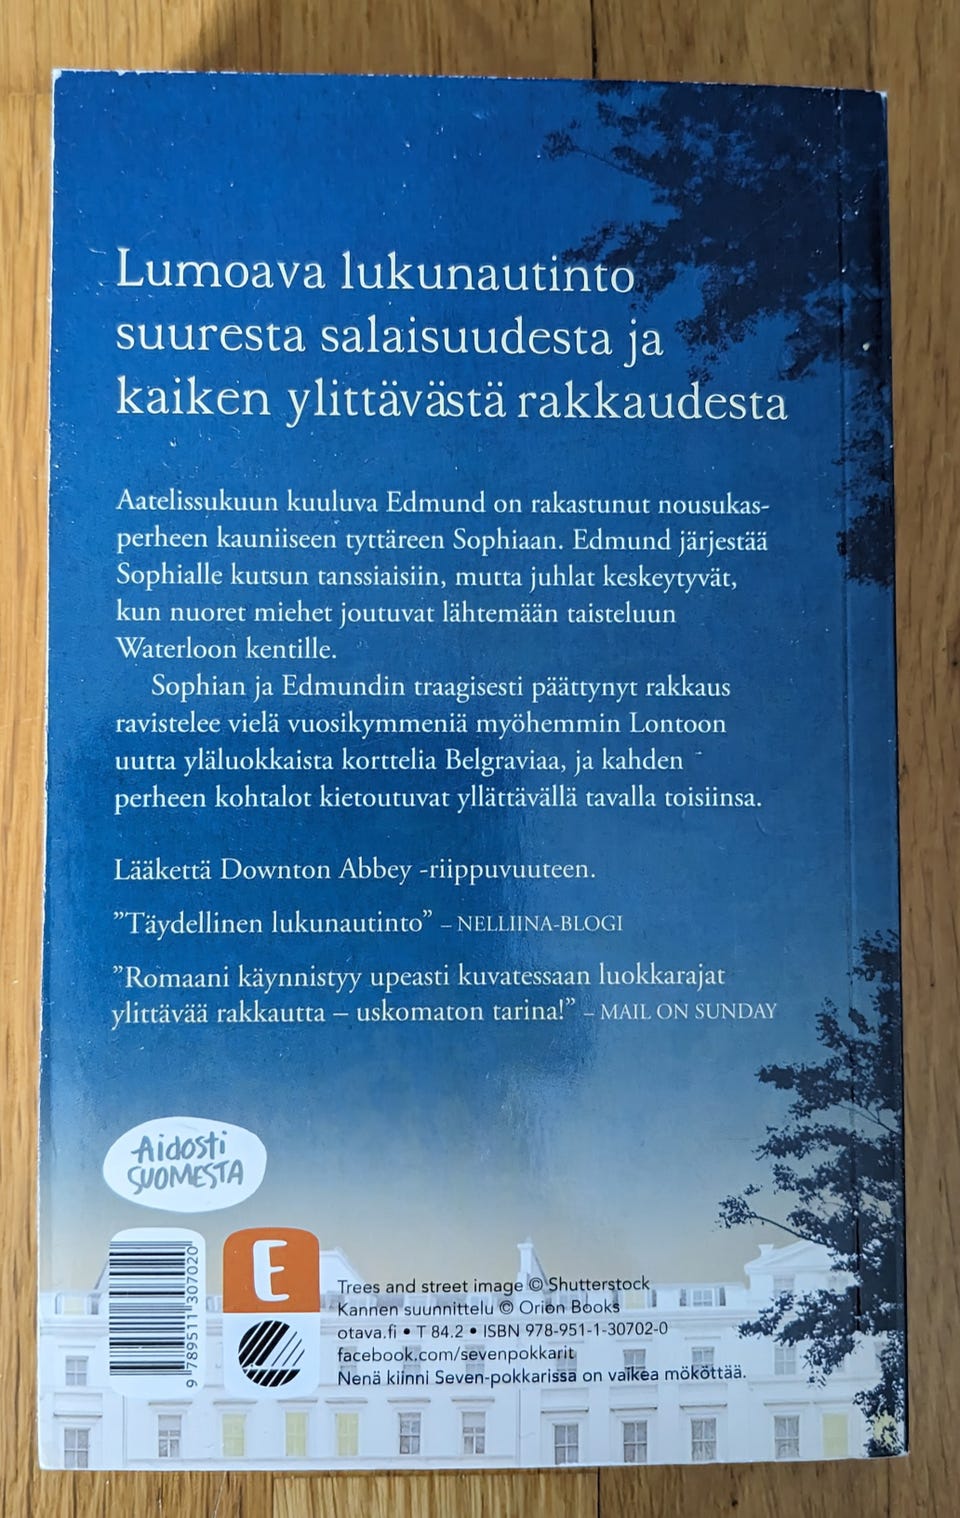 Lumoava lukunautinto
suuresta salaisuudesta ja
kaiken ylittävästä rakkaudesta
Aatelissukuun kuuluva Edmund on rakastunut nousukas-
perheen kauniiseen tyttäreen Sophiaan. Edmund järjestää
Sophialle kutsun tanssiaisiin, mutta juhlat keskeytyvät,
kun nuoret miehet joutuvat lähtemään taisteluun
Waterloon kentille.
Sophian ja Edmundin traagisesti päättynyt rakkaus
ravistelee vielä vuosikymmeniä myöhemmin Lontoon
uutta yläluokkaista korttelia Belgraviaa, ja kahden
perheen kohtalot kietoutuvat yllättävällä tavalla toisiinsa.
Lääkettä Downton Abbey -riippuvuuteen.
”Täydellinen lukunautinto” – NELLIINA-BLOGI
”Romaani käynnistyy upeasti kuvatessaan luokkarajat
ylittävää rakkautta – uskomaton tarina!” – MAIL ON SUNDAY
Aidosti
SUOMESTA
9 789511 307020
E
Trees and street image © Shutterstock
Kannen suunnittelu © Orion Books
otava.fi • T 84.2 • ISBN 978-951-1-30702-0
facebook.com/sevenpokkarit
Nenä kiinni Seven-pokkarissa on vaikea mököttää.